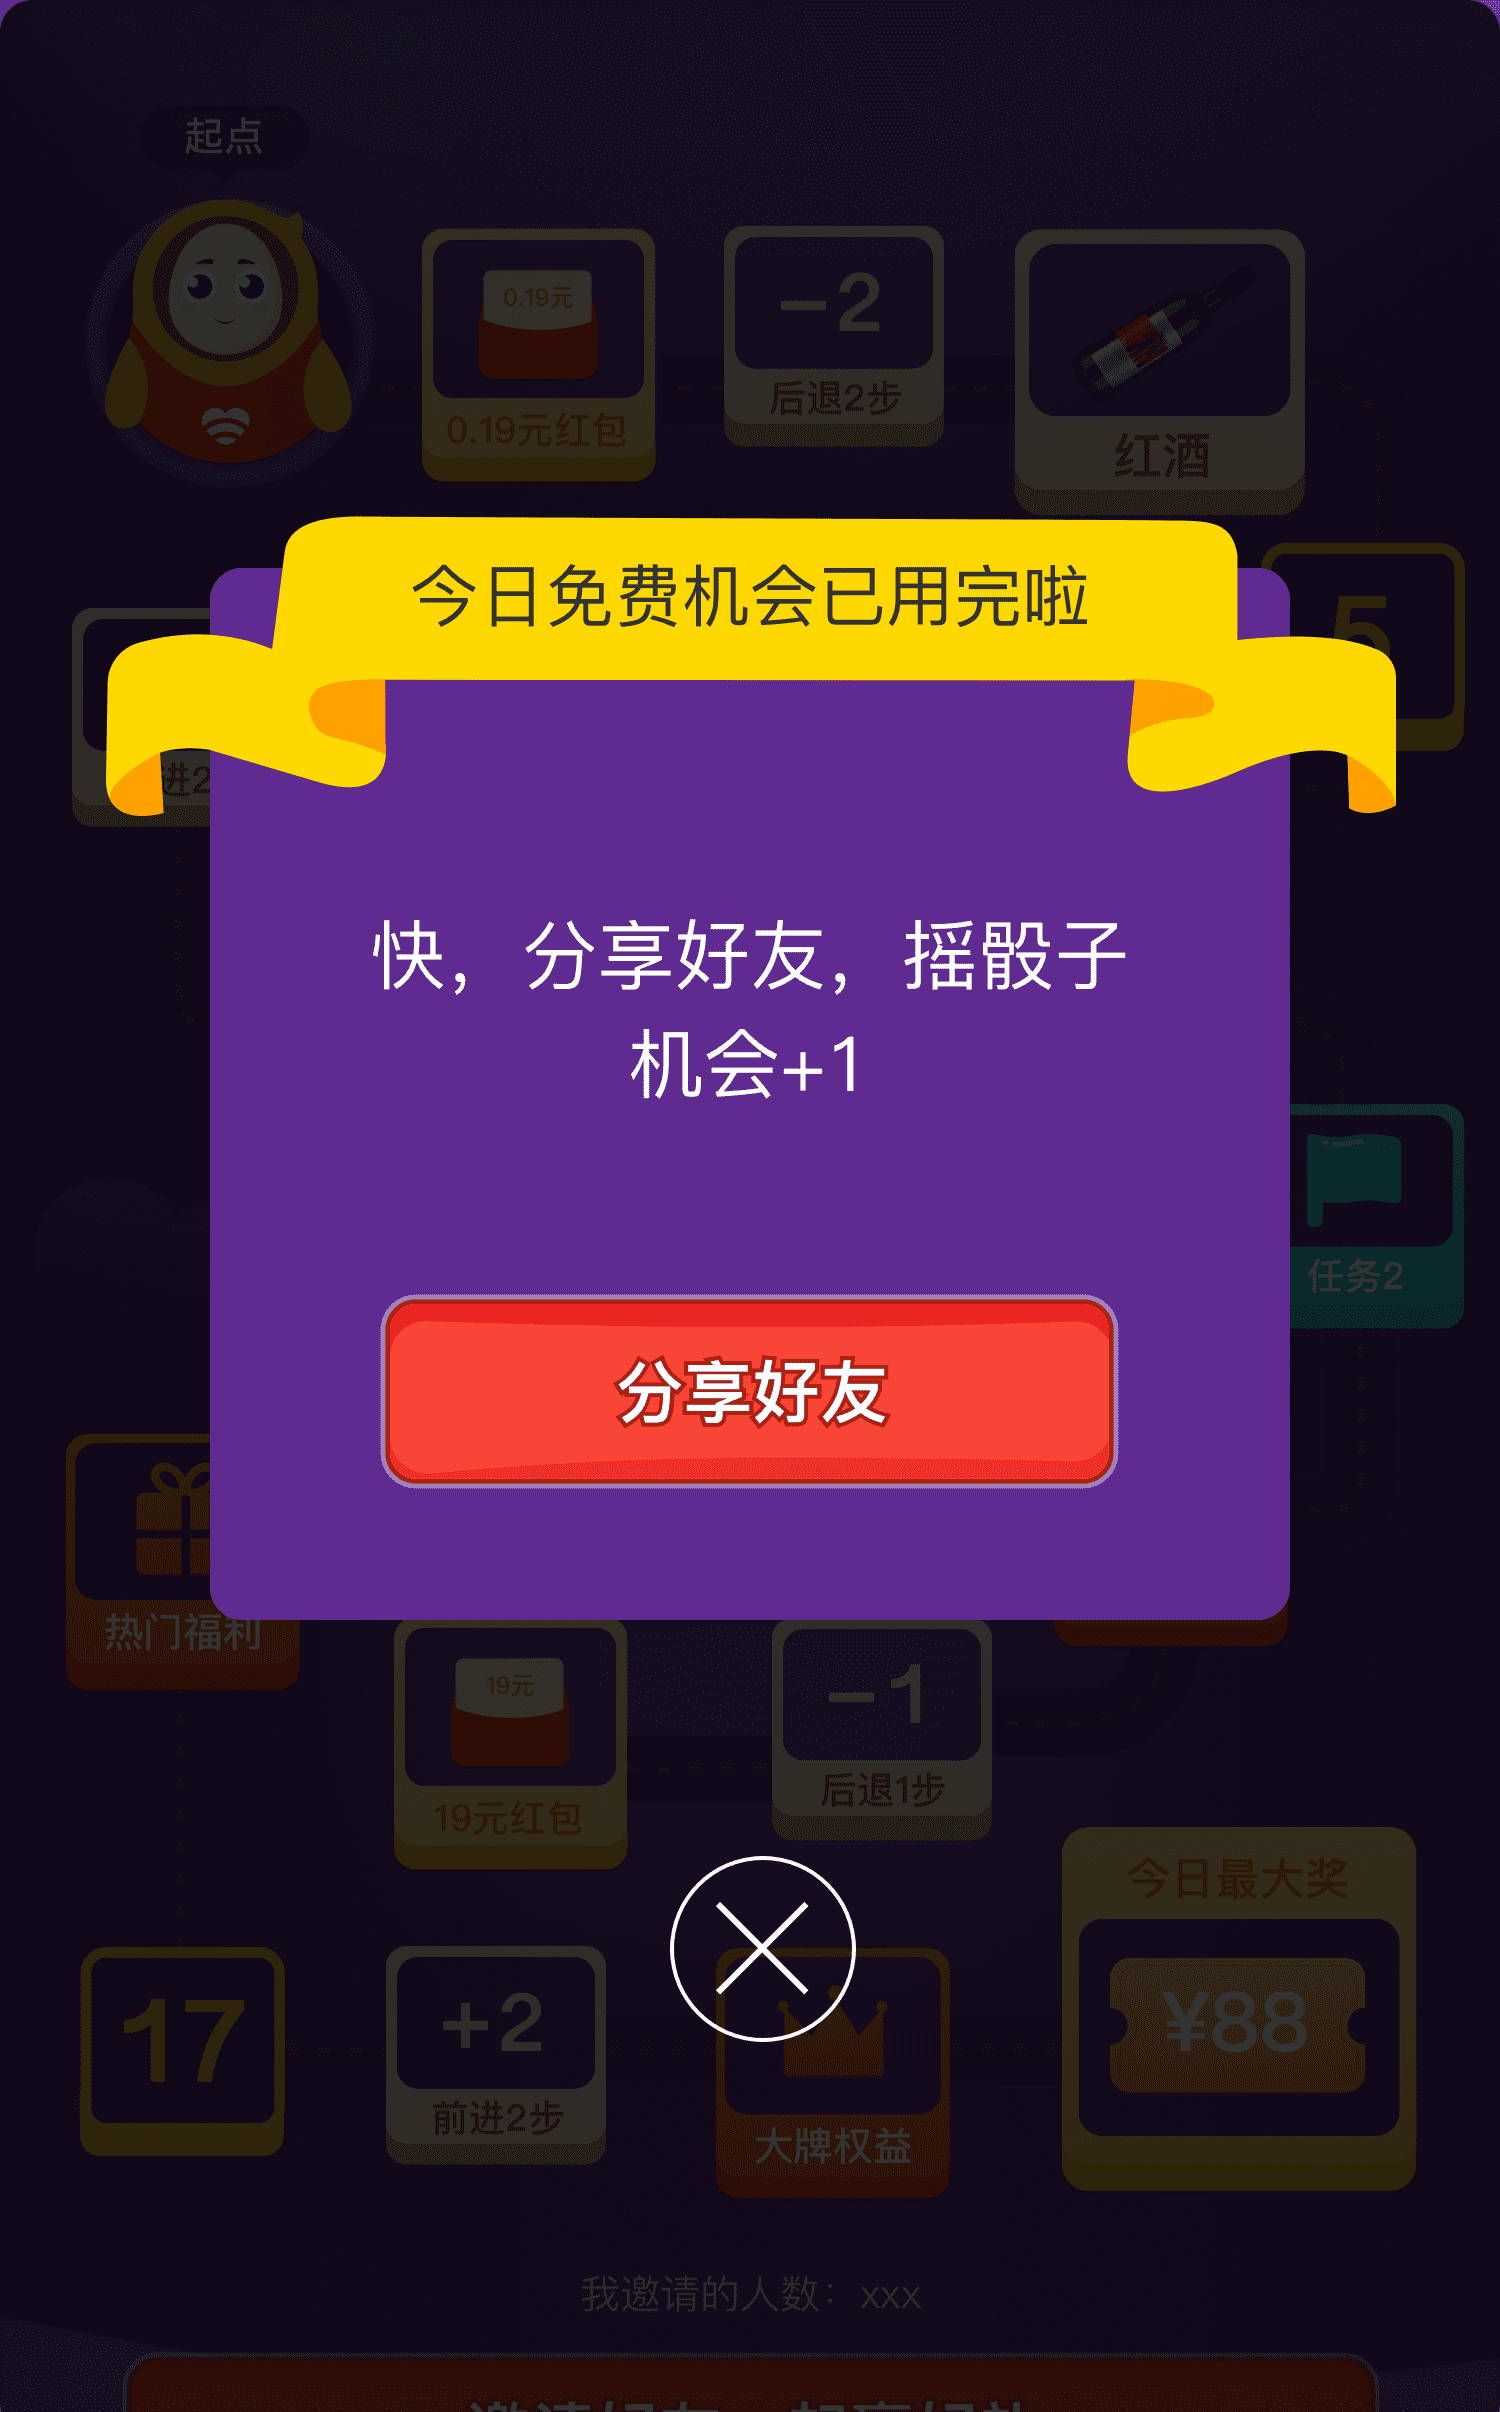 起点
0.19元
0.19元红包
-2
后退2步
红酒
今日免费机会已用完啦
5
进2
快，分享好友，摇骰子
机会+1
任务2
分享好友
热门福利
19元
19元红包
-1
后退1步
今日最大奖
¥88
17
+2
前进2步
大牌权益
我邀请的人数：xxx